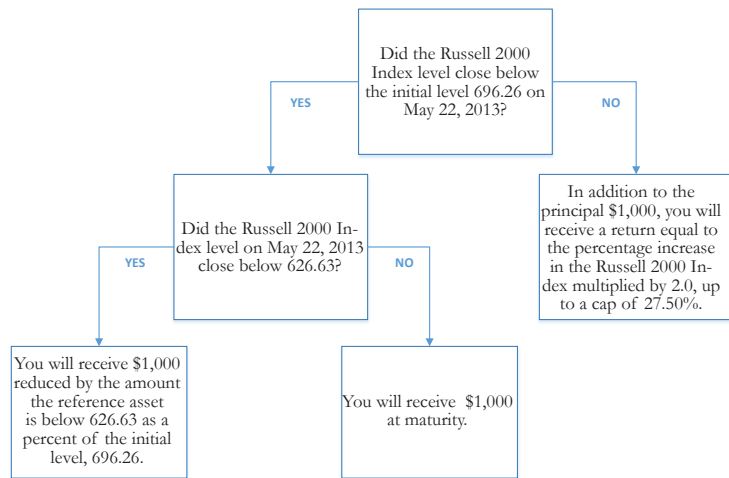 Did the Russell 2000
Index level close below
the initial level 696.26 on
May 22, 2013?
YES
NO
Did the Russell 2000 In-
dex level on May 22, 2013
close below 626.63?
In addition to the
principal $1,000, you will
receive a return equal to
the percentage increase
in the Russell 2000 In-
dex multiplied by 2.0, up
to a cap of 27.50%.
YES
NO
You will receive $1,000
reduced by the amount
the reference asset
is below 626.63 as a
percent of the initial
level, 696.26.
You will receive $1,000
at maturity.